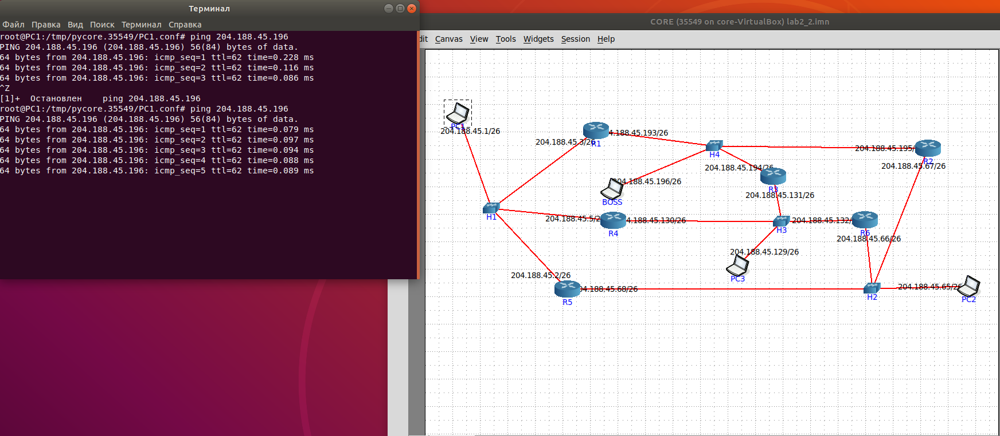 Терминал
Файл Правка Вид Поиск Терминал Справка
root@PC1:/tmp/pycore.35549/PC1.conf# ping 204.188.45.196
PING 204.188.45.196 (204.188.45.196) 56(84) bytes of data.
64 bytes from 204.188.45.196: icmp_seq=1 ttl=62 time=0.228 ms
64 bytes from 204.188.45.196: icmp_seq=2 ttl=62 time=0.116 ms
64 bytes from 204.188.45.196: icmp_seq=3 ttl=62 time=0.086 ms
^Z
[1]+  Остановлен    ping 204.188.45.196
root@PC1:/tmp/pycore.35549/PC1.conf# ping 204.188.45.196
PING 204.188.45.196 (204.188.45.196) 56(84) bytes of data.
64 bytes from 204.188.45.196: icmp_seq=1 ttl=62 time=0.079 ms
64 bytes from 204.188.45.196: icmp_seq=2 ttl=62 time=0.097 ms
64 bytes from 204.188.45.196: icmp_seq=3 ttl=62 time=0.094 ms
64 bytes from 204.188.45.196: icmp_seq=4 ttl=62 time=0.088 ms
64 bytes from 204.188.45.196: icmp_seq=5 ttl=62 time=0.089 ms
CORE (35549 on core-VirtualBox) lab2_2.imn
dit Canvas View Tools Widgets Session Help
PC1
204.188.45.1/26
4.188.45.193/26
204.188.45.3/26
R1
H4
204.188.45.195/
R2
204.188.45.67/26
204.188.45.194/26
204.188.45.196/26
R3
204.188.45.131/26
BOSS
H1
204.188.45.5/2
4.188.45.130/26
R4
204.188.45.132/
H3
R6
204.188.45.66/26
204.188.45.129/26
PC3
204.188.45.2/26
04.188.45.68/26
R5
204.188.45.65/26
H2
PC2